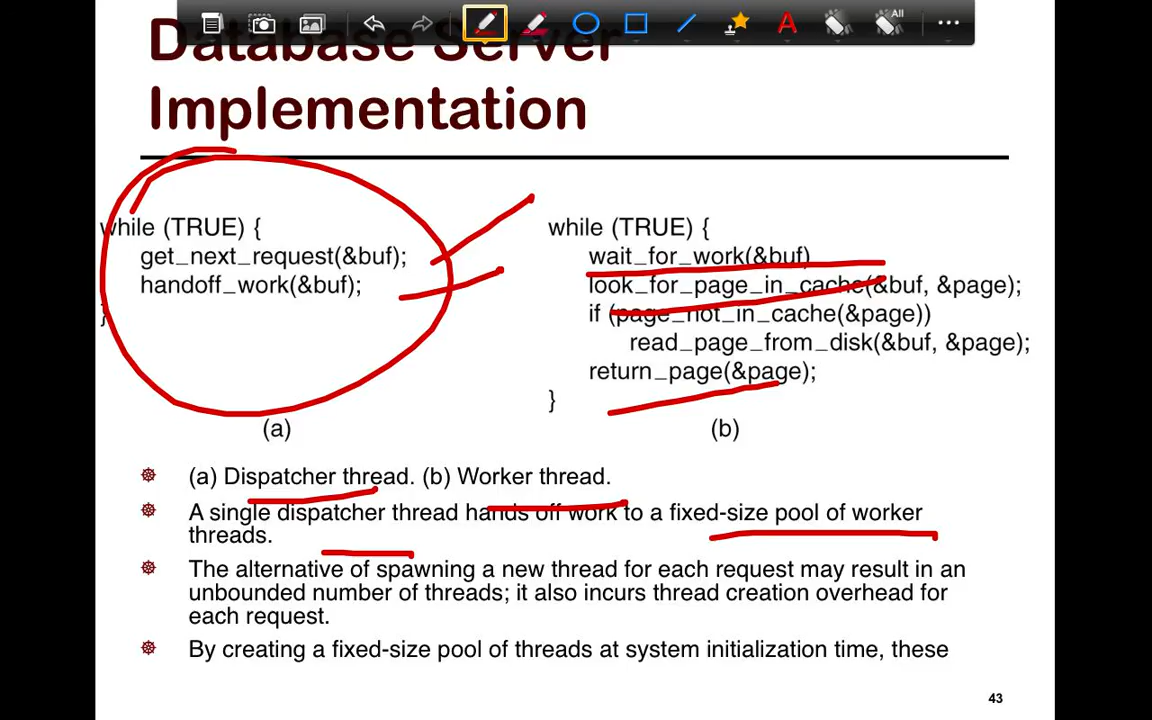 All
A
Database Server
Implementation
while (TRUE) {
get_next_request(&buf);
handoff_work(&buf);
}
(a)
while (TRUE) {
wait_for_work(&buf)
look_for_page_in_cache(&buf, &page);
if (page_not_in_cache(&page))
read_page_from_disk(&buf, &page);
return_page(&page);
}
(b)
(a) Dispatcher thread. (b) Worker thread.
A single dispatcher thread hands off work to a fixed-size pool of worker
threads.
The alternative of spawning a new thread for each request may result in an
unbounded number of threads; it also incurs thread creation overhead for
each request.
By creating a fixed-size pool of threads at system initialization time, these
43